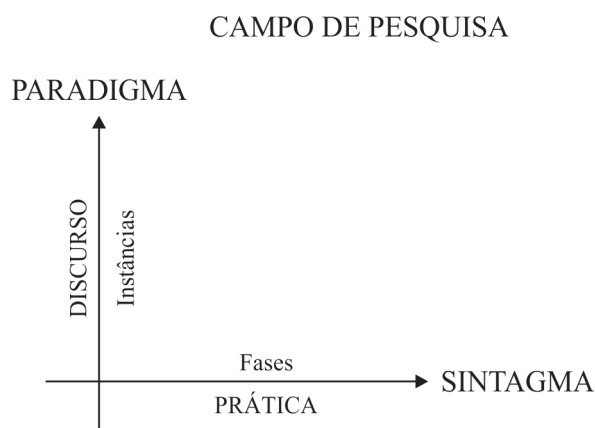 CAMPO DE PESQUISA
PARADIGMA
DISCURSO
Instâncias
Fases
SINTAGMA
PRÁTICA